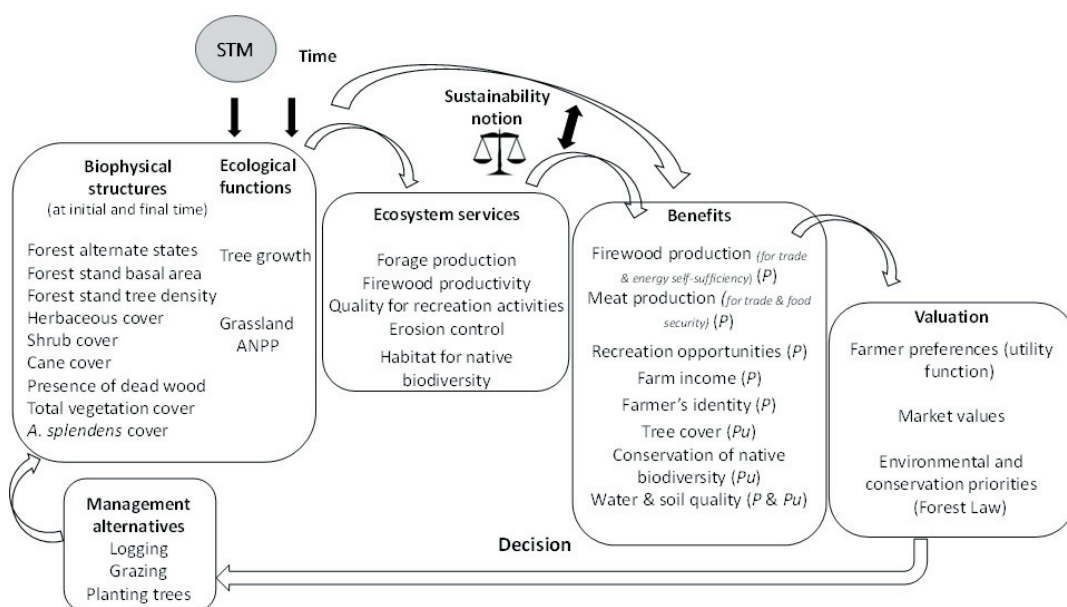 STM
Time
Sustainability
notion
Biophysical
structures
(at initial and final time)
Forest alternate states
Forest stand basal area
Forest stand tree density
Herbaceous cover
Shrub cover
Cane cover
Presence of dead wood
Total vegetation cover
A. splendens cover
Ecological
functions
Tree growth
Grassland
ANPP
Ecosystem services
Forage production
Firewood productivity
Quality for recreation activities
Erosion control
Habitat for native
biodiversity
Benefits
Firewood production (for trade
& energy self-sufficiency) (P)
Meat production (for trade & food
security) (P)
Recreation opportunities (P)
Farm income (P)
Farmer's identity (P)
Tree cover (Pu)
Conservation of native
biodiversity (Pu)
Water & soil quality (P & Pu)
Valuation
Farmer preferences (utility
function)
Market values
Environmental and
conservation priorities
(Forest Law)
Management
alternatives
Logging
Grazing
Planting trees
Decision